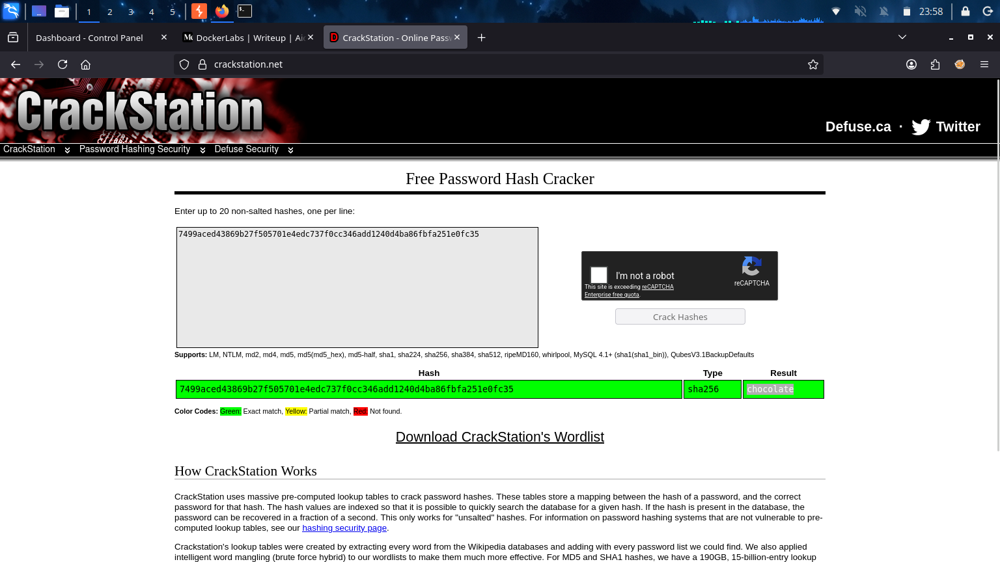 1 2 3 4 5 23:58
Dashboard - Control Panel DockerLabs | Writeup | Aid CrackStation - Online Passw
crackstation.net
CrackStation
Defuse.ca · Twitter
CrackStation Password Hashing Security Defuse Security
Free Password Hash Cracker
Enter up to 20 non-salted hashes, one per line:
7499aced43869b27f505701e4edc737f0cc346add1240d4ba86fbfa251e0fc35
I'm not a robot
reCAPTCHA
This site is exceeding reCAPTCHA
Enterprise free quota.
Crack Hashes
Supports: LM, NTLM, md2, md4, md5, md5(md5_hex), md5-half, sha1, sha224, sha256, sha384, sha512, ripeMD160, whirlpool, MySQL 4.1+ (sha1(sha1_bin)), QubesV3.1BackupDefaults
Hash Type Result
7499aced43869b27f505701e4edc737f0cc346add1240d4ba86fbfa251e0fc35 sha256 chocolate
Color Codes: Green: Exact match, Yellow: Partial match, Red: Not found.
Download CrackStation's Wordlist
How CrackStation Works
CrackStation uses massive pre-computed lookup tables to crack password hashes. These tables store a mapping between the hash of a password, and the correct
password for that hash. The hash values are indexed so that it is possible to quickly search the database for a given hash. If the hash is present in the database, the
password can be recovered in a fraction of a second. This only works for "unsalted" hashes. For information on password hashing systems that are not vulnerable to pre-
computed lookup tables, see our hashing security page.
Crackstation's lookup tables were created by extracting every word from the Wikipedia databases and adding with every password list we could find. We also applied
intelligent word mangling (brute force hybrid) to our wordlists to make them much more effective. For MD5 and SHA1 hashes, we have a 190GB, 15-billion-entry lookup